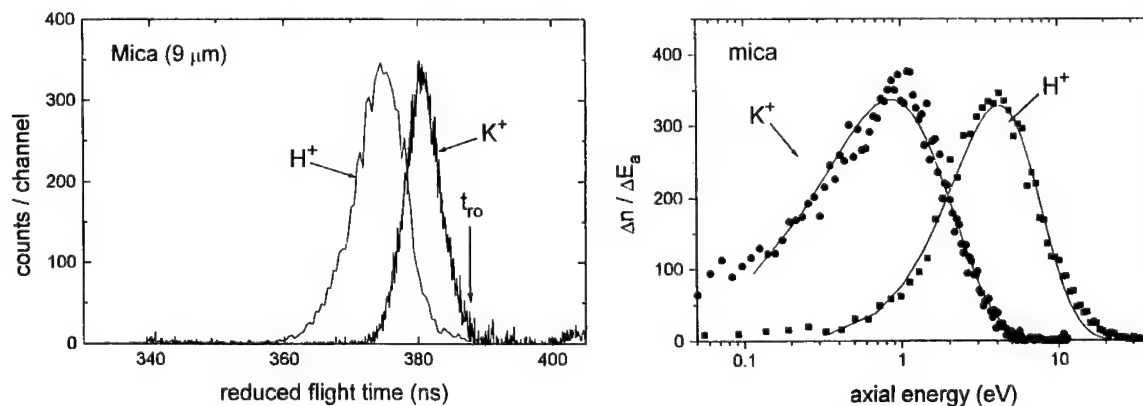 400
300
200
100
0
counts / channel
Mica (9 μm)
H⁺
K⁺
t_ro
340
360
380
400
reduced flight time (ns)
400
300
200
100
0
Δn / ΔE_a
mica
K⁺
H⁺
0.1
1
10
axial energy (eV)